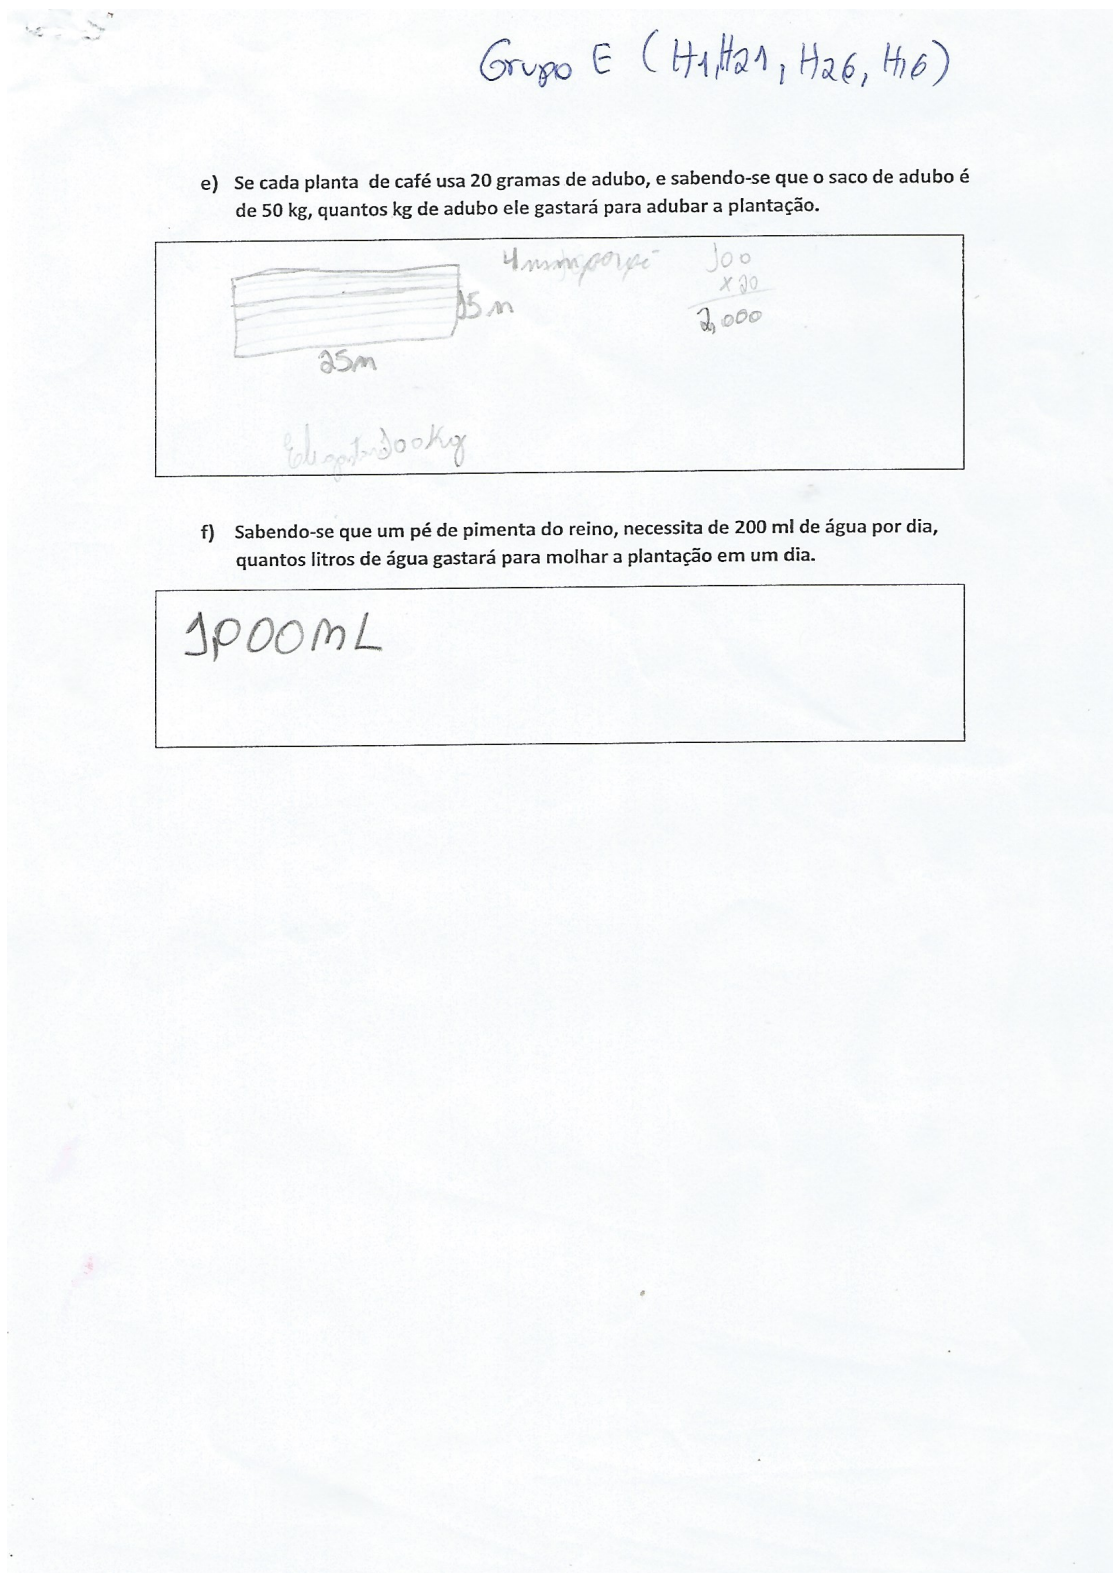 Grupo E (H1, H21, H26, H16)
e) Se cada planta de café usa 20 gramas de adubo, e sabendo-se que o saco de adubo é
de 50 kg, quantos kg de adubo ele gastará para adubar a plantação.
100
x 20
2,000
15 m
25m
100kg
f) Sabendo-se que um pé de pimenta do reino, necessita de 200 ml de água por dia,
quantos litros de água gastará para molhar a plantação em um dia.
1,000mL